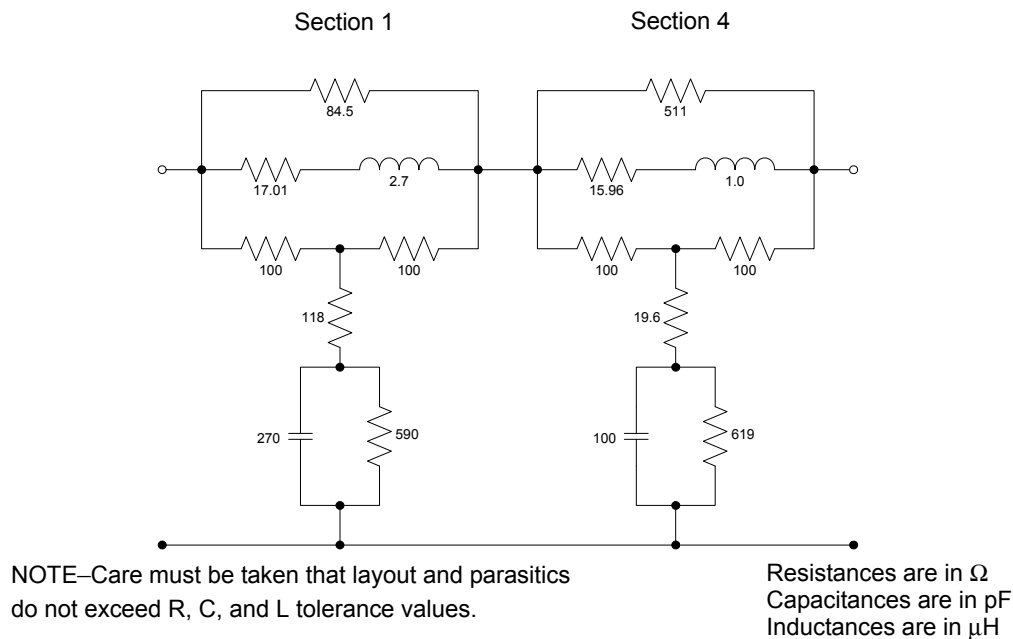 Section 1
Section 4
84.5
511
17.01
2.7
15.96
1.0
100
100
100
100
118
19.6
270
590
100
619
NOTE–Care must be taken that layout and parasitics
do not exceed R, C, and L tolerance values.
Resistances are in Ω
Capacitances are in pF
Inductances are in μH